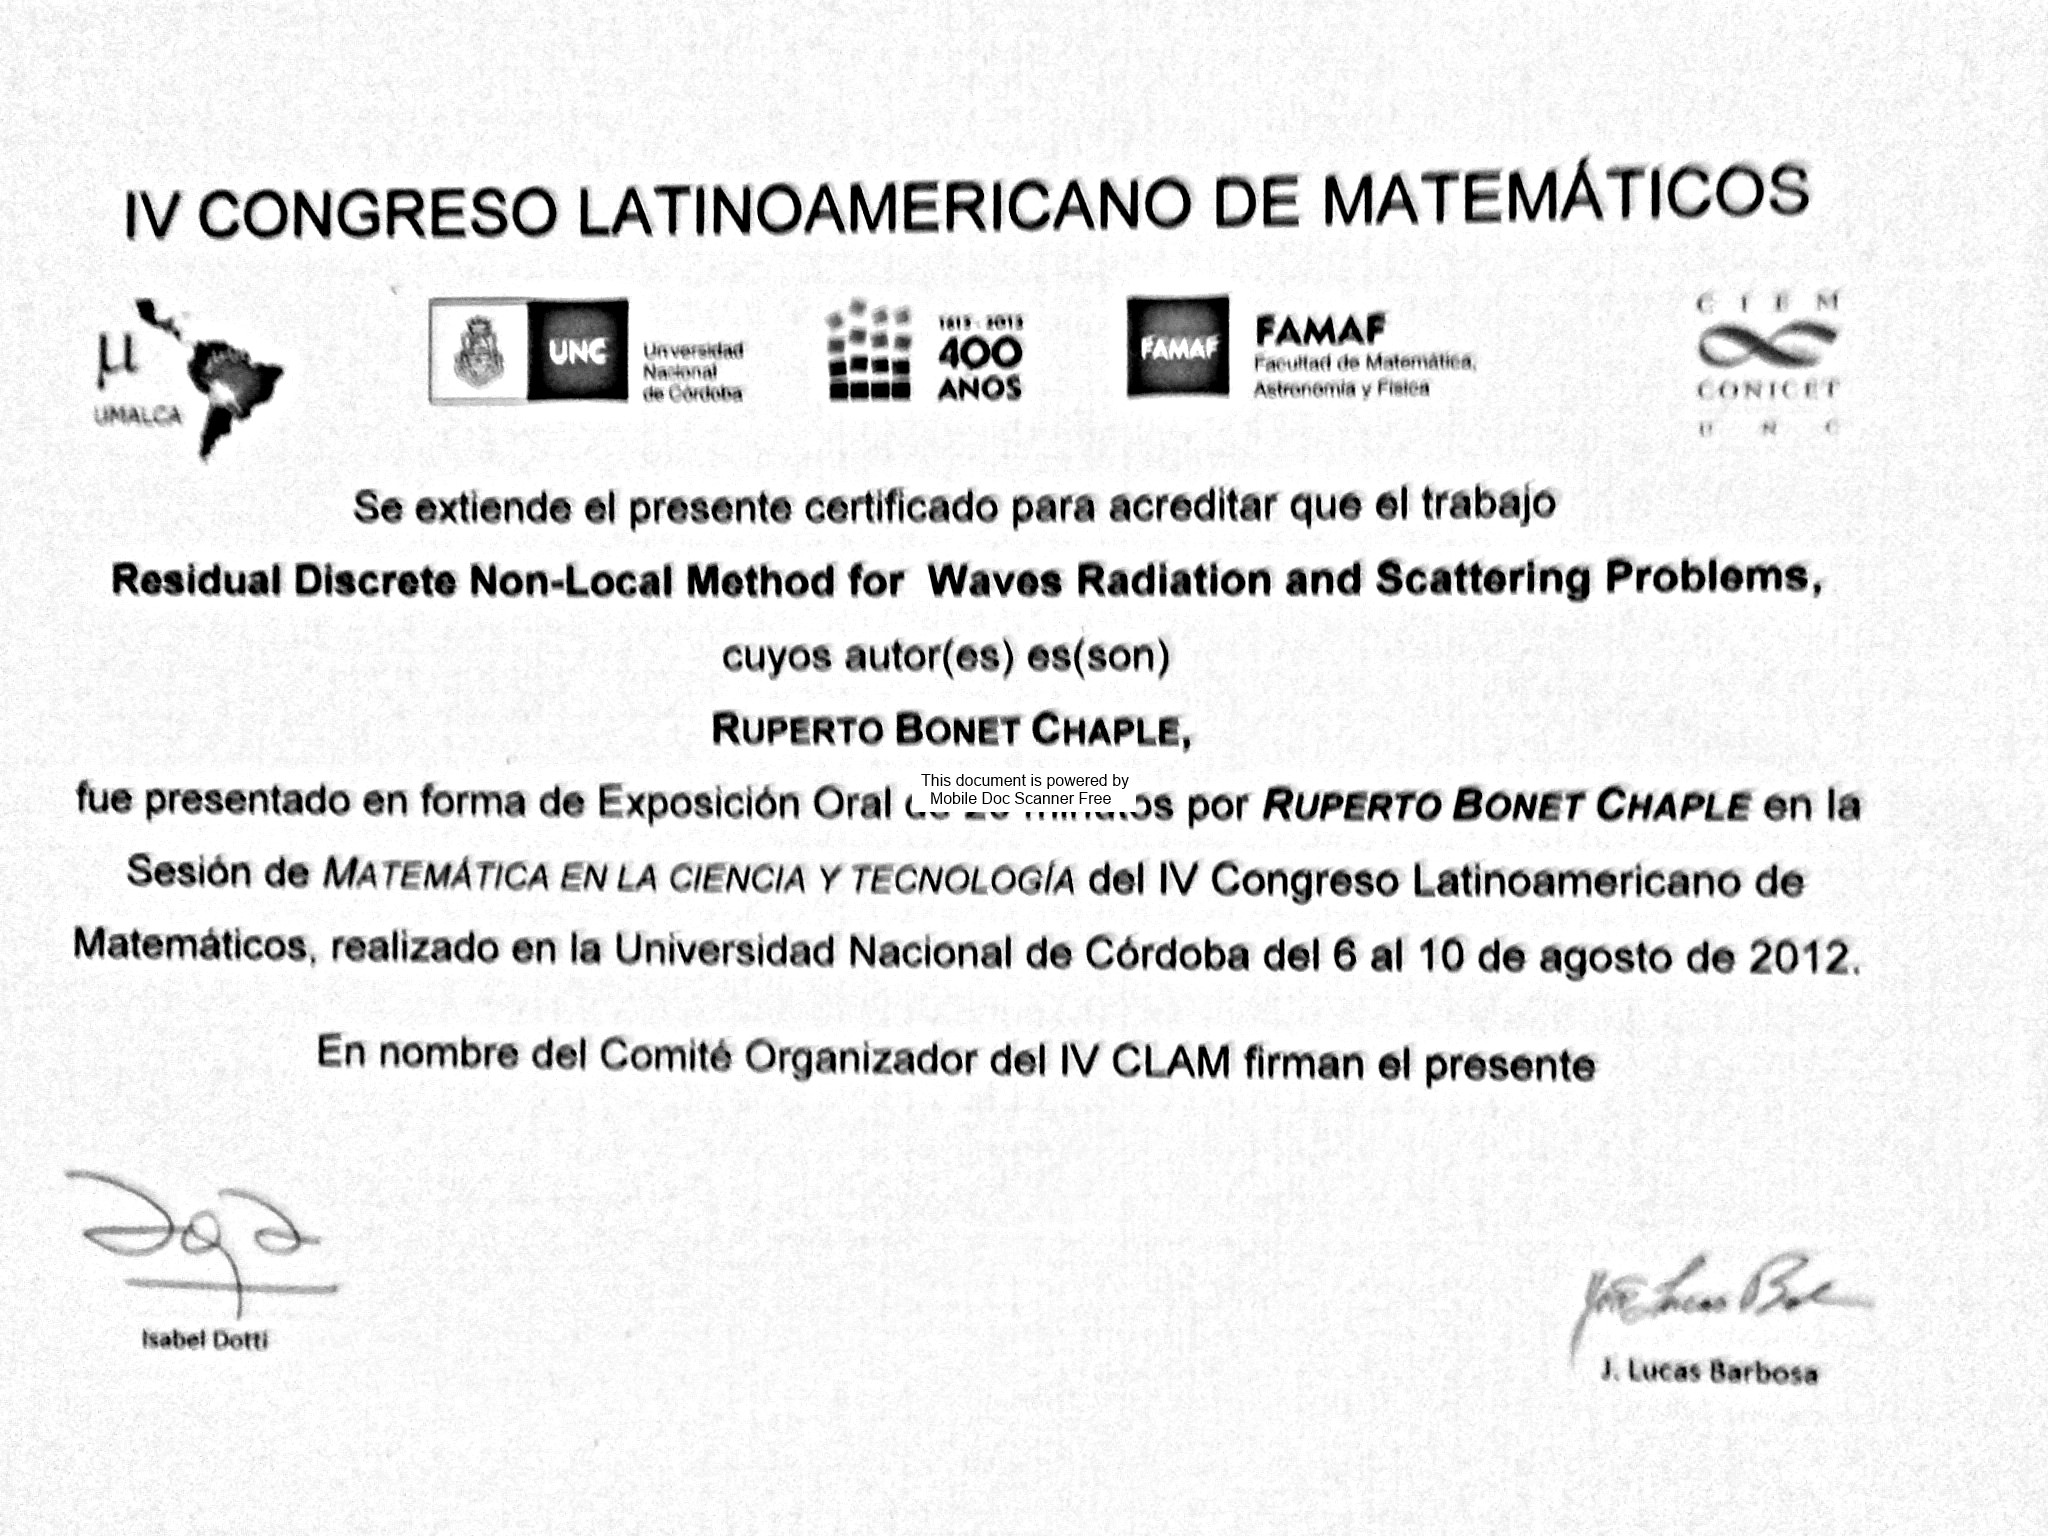 IV CONGRESO LATINOAMERICANO DE MATEMÁTICOS
µ
UMALCA
UNC
Universidad
Nacional
de Córdoba
1613 - 2013
400
AÑOS
FAMAF
FAMAF
Facultad de Matemática,
Astronomía y Física
C I E M
CONICET
U N C
Se extiende el presente certificado para acreditar que el trabajo
Residual Discrete Non-Local Method for Waves Radiation and Scattering Problems,
cuyos autor(es) es(son)
RUPERTO BONET CHAPLE,
This document is powered by
Mobile Doc Scanner Free
fue presentado en forma de Exposición Oral por RUPERTO BONET CHAPLE en la
Sesión de MATEMÁTICA EN LA CIENCIA Y TECNOLOGÍA del IV Congreso Latinoamericano de
Matemáticos, realizado en la Universidad Nacional de Córdoba del 6 al 10 de agosto de 2012.
En nombre del Comité Organizador del IV CLAM firman el presente
Isabel Dotti
J. Lucas Barbosa